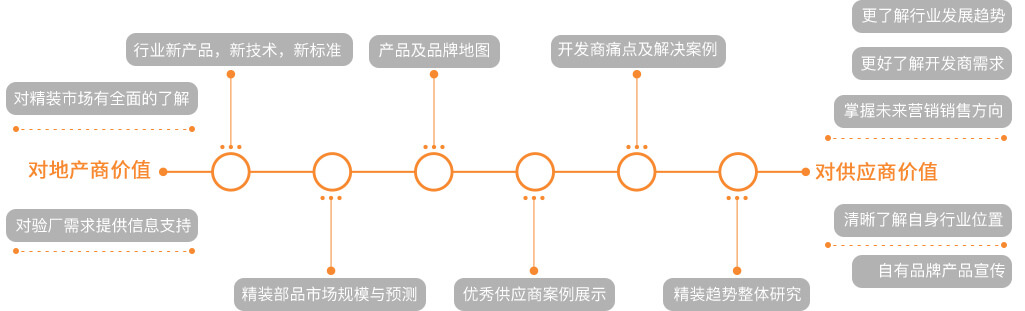 对精装市场有全面的了解
对地产商价值
对验厂需求提供信息支持
行业新产品，新技术，新标准
产品及品牌地图
开发商痛点及解决案例
精装部品市场规模与预测
优秀供应商案例展示
精装趋势整体研究
更了解行业发展趋势
更好了解开发商需求
掌握未来营销销售方向
对供应商价值
清晰了解自身行业位置
自有品牌产品宣传